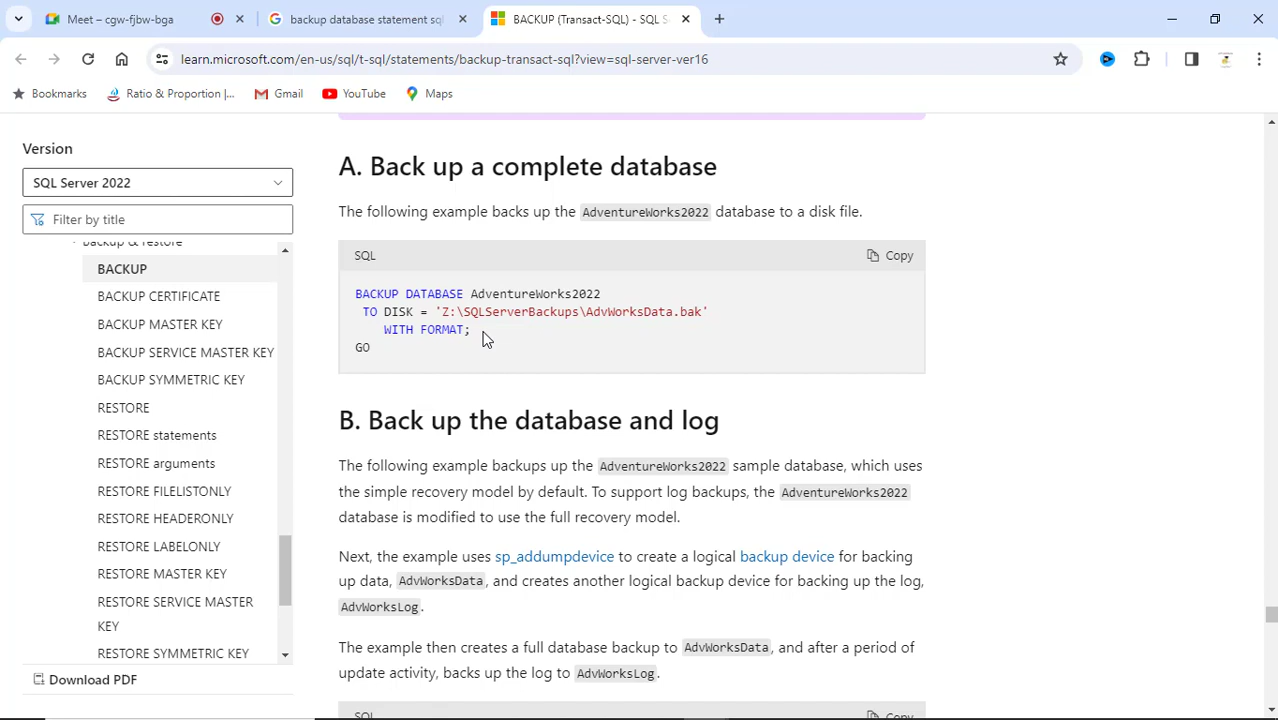 Meet – cgw-fjbw-bga
backup database statement sql
BACKUP (Transact-SQL) - SQL S
learn.microsoft.com/en-us/sql/t-sql/statements/backup-transact-sql?view=sql-server-ver16
Bookmarks
Ratio & Proportion |...
Gmail
YouTube
Maps
Version
SQL Server 2022
Filter by title
Backup & restore
BACKUP
BACKUP CERTIFICATE
BACKUP MASTER KEY
BACKUP SERVICE MASTER KEY
BACKUP SYMMETRIC KEY
RESTORE
RESTORE statements
RESTORE arguments
RESTORE FILELISTONLY
RESTORE HEADERONLY
RESTORE LABELONLY
RESTORE MASTER KEY
RESTORE SERVICE MASTER
KEY
RESTORE SYMMETRIC KEY
Download PDF
A. Back up a complete database
The following example backs up the AdventureWorks2022 database to a disk file.
SQL
Copy
BACKUP DATABASE AdventureWorks2022
TO DISK = 'Z:\SQLServerBackups\AdvWorksData.bak'
WITH FORMAT;
GO
B. Back up the database and log
The following example backups up the AdventureWorks2022 sample database, which uses
the simple recovery model by default. To support log backups, the AdventureWorks2022
database is modified to use the full recovery model.
Next, the example uses sp_addumpdevice to create a logical backup device for backing
up data, AdvWorksData, and creates another logical backup device for backing up the log,
AdvWorksLog.
The example then creates a full database backup to AdvWorksData, and after a period of
update activity, backs up the log to AdvWorksLog.
SQL
Copy